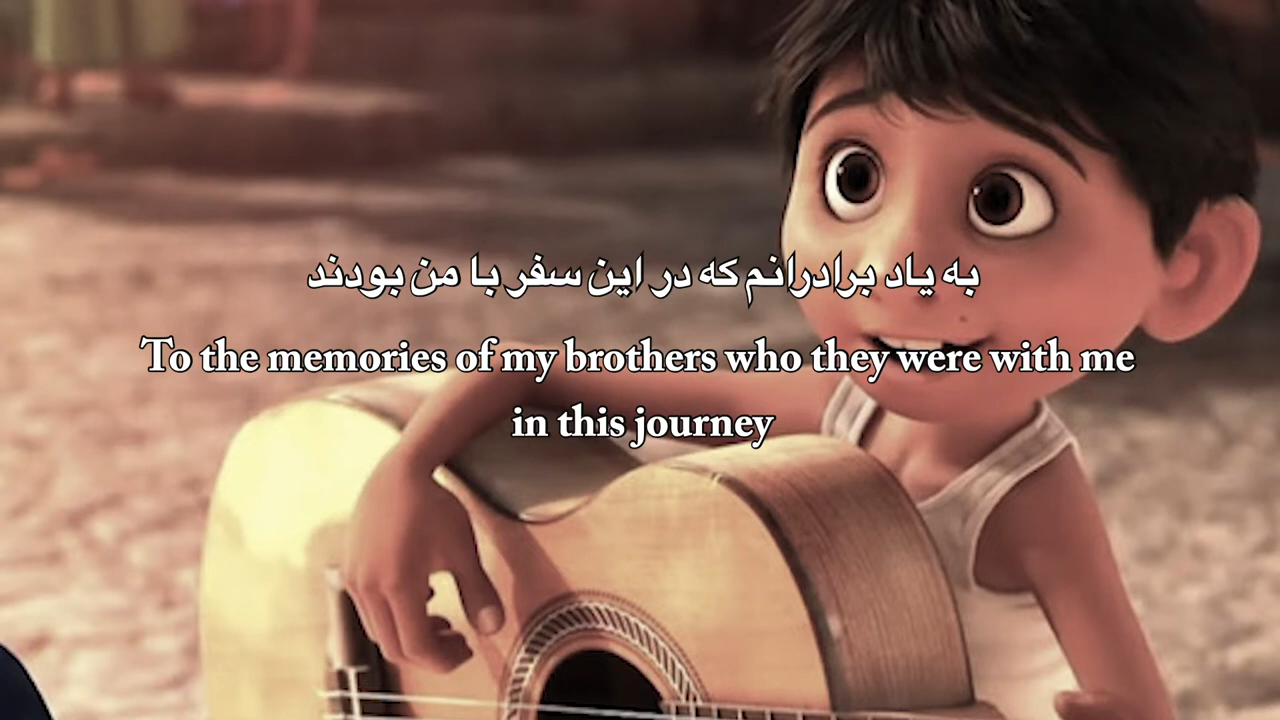 به یاد برادرانم که در این سفر با من بودند
To the memories of my brothers who they were with me
in this journey